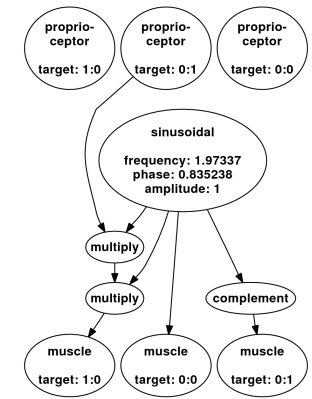 proprio-
ceptor
target: 1:0
proprio-
ceptor
target: 0:1
proprio-
ceptor
target: 0:0
sinusoidal
frequency: 1.97337
phase: 0.835238
amplitude: 1
multiply
multiply
complement
muscle
target: 1:0
muscle
target: 0:0
muscle
target: 0:1